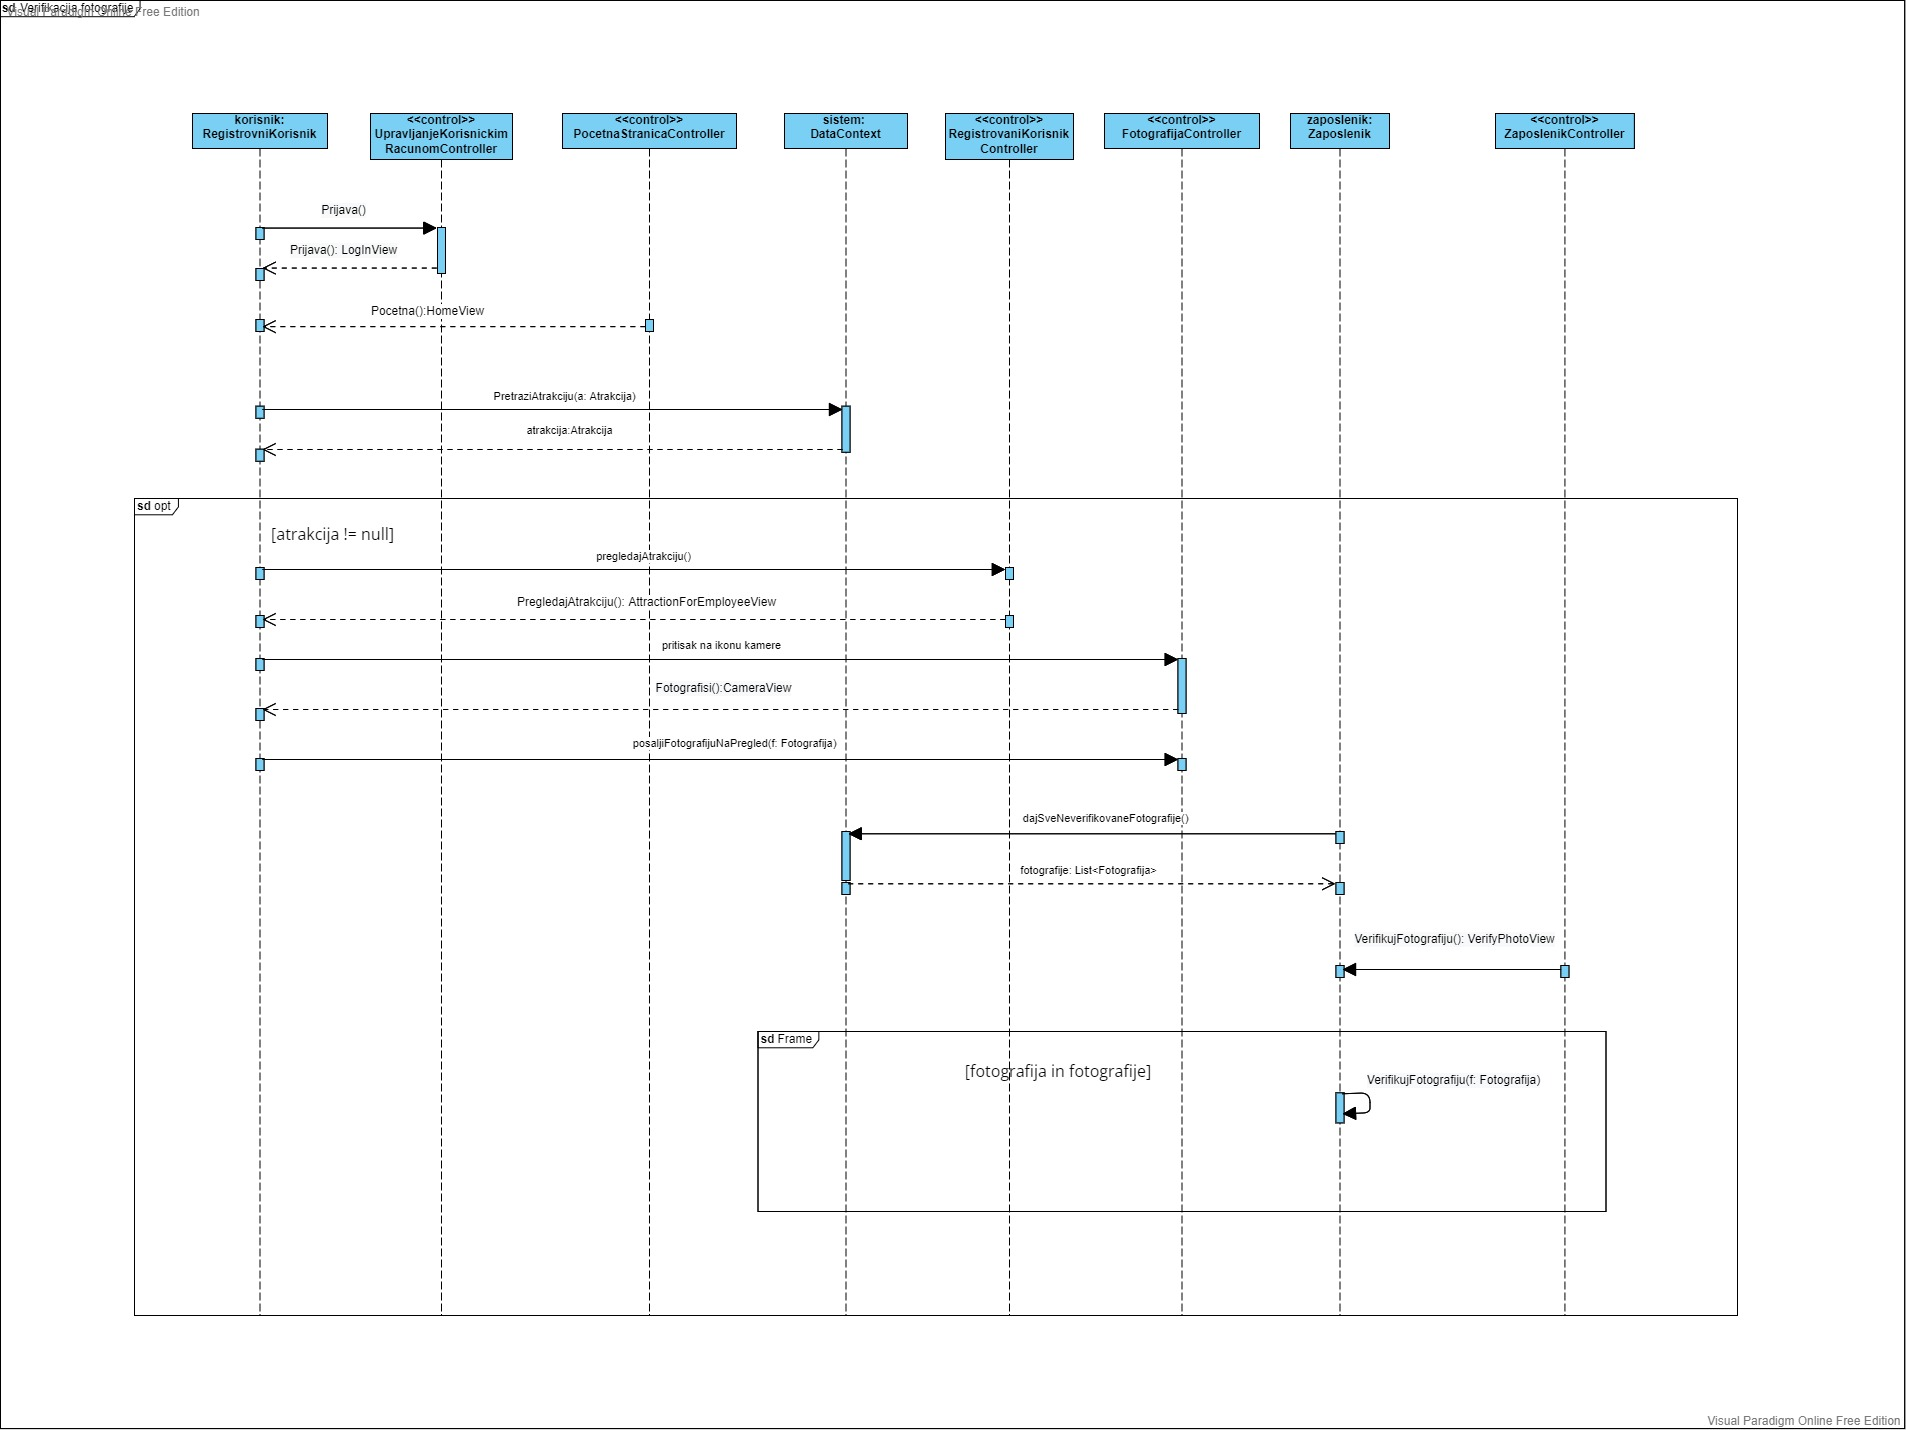 sd Verifikacija fotografije
Visual Paradigm Online Free Edition
korisnik:
RegistrovniKorisnik
<<control>>
UpravljanjeKorisnickim
RacunomController
<<control>>
PocetnaStranicaController
sistem:
DataContext
<<control>>
RegistrovaniKorisnik
Controller
<<control>>
FotografijaController
zaposlenik:
Zaposlenik
<<control>>
ZaposlenikController
Prijava()
Prijava(): LogInView
Pocetna():HomeView
PretraziAtrakciju(a: Atrakcija)
atrakcija:Atrakcija
sd opt
[atrakcija != null]
pregledajAtrakciju()
PregledajAtrakciju(): AttractionForEmployeeView
pritisak na ikonu kamere
Fotografisi():CameraView
posaljiFotografijuNaPregled(f: Fotografija)
dajSveNeverifikovaneFotografije()
fotografije: List<Fotografija>
VerifikujFotografiju(): VerifyPhotoView
sd Frame
[fotografija in fotografije]
VerifikujFotografiju(f: Fotografija)
Visual Paradigm Online Free Edition